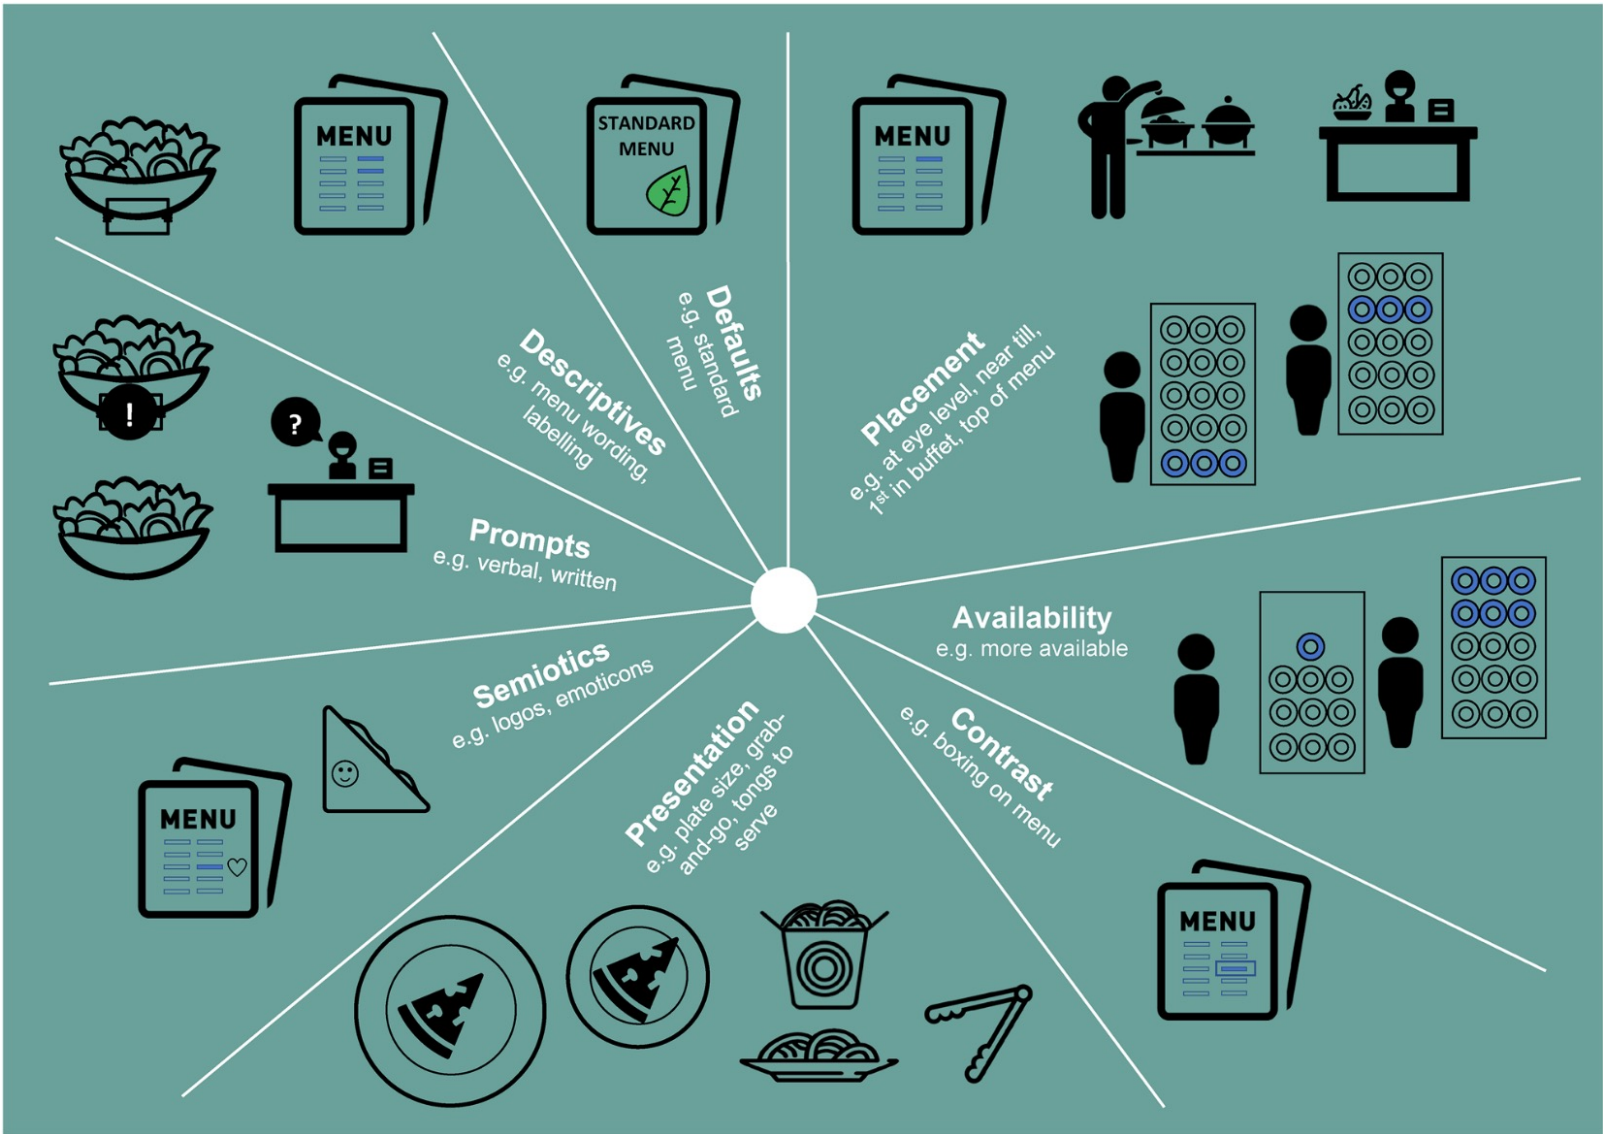 MENU
STANDARD
MENU
MENU
Defaults
e.g. standard
menu
Placement
e.g. at eye level, near till,
1st in buffet, top of menu
Availability
e.g. more available
Contrast
e.g. boxing on menu
MENU
Presentation
e.g. plate size, grab-
and-go, tongs to
serve
Semiotics
e.g. logos, emoticons
MENU
Prompts
e.g. verbal, written
!
?
Descriptives
e.g. menu wording,
labelling